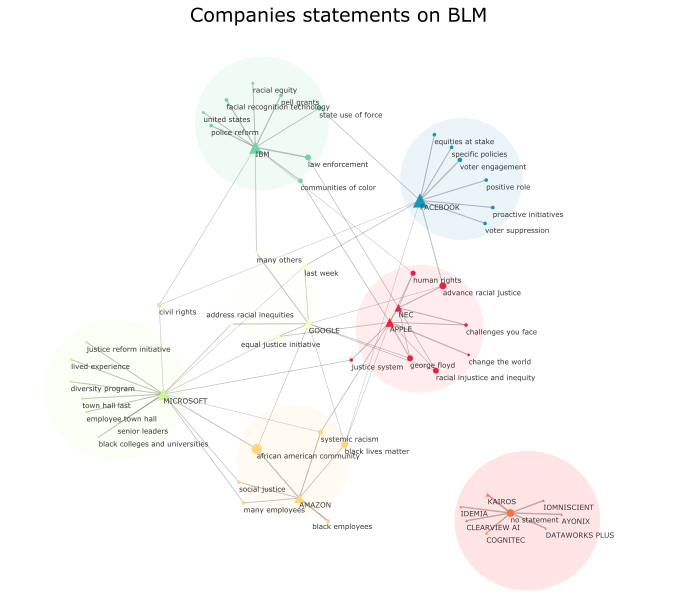 Companies statements on BLM
racial equity
pell grants
facial recognition technology
state use of force
united states
police reform
IBM
law enforcement
communities of color
equities at stake
specific policies
voter engagement
positive role
FACEBOOK
proactive initiatives
voter suppression
many others
last week
human rights
advance racial justice
civil rights
address racial inequities
NEC
GOOGLE
APPLE
challenges you face
equal justice initiative
justice reform initiative
change the world
lived experience
justice system
george floyd
racial injustice and inequity
diversity program
MICROSOFT
town hall last
employee town hall
senior leaders
black colleges and universities
systemic racism
black lives matter
african american community
social justice
AMAZON
many employees
black employees
KAIROS
IOMNISCIENT
IDEMIA
no statement
AYONIX
CLEARVIEW AI
DATAWORKS PLUS
COGNITEC